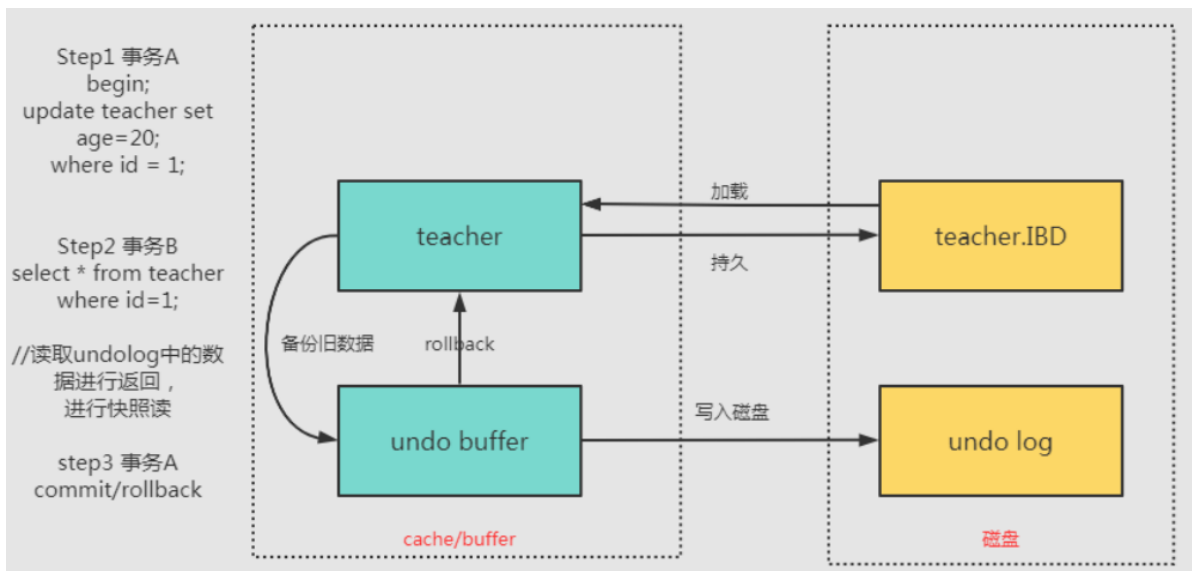 Step1 事务A
begin;
update teacher set
age=20;
where id = 1;
Step2 事务B
select * from teacher
where id=1;
//读取undolog中的数
据进行返回，
进行快照读
step3 事务A
commit/rollback
teacher
加载
持久
teacher.IBD
备份旧数据
rollback
undo buffer
写入磁盘
undo log
cache/buffer
磁盘